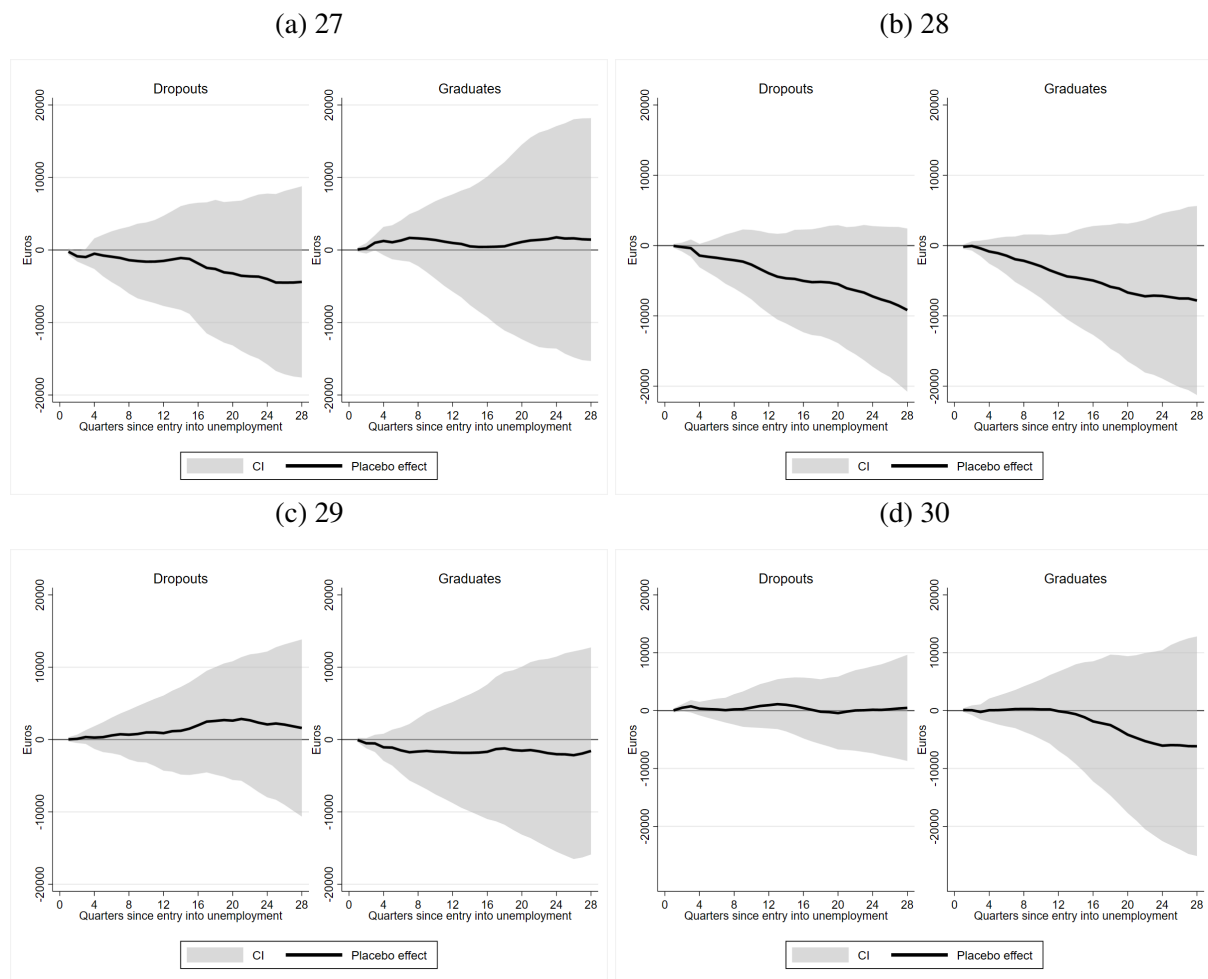 (a) 27
(b) 28
Dropouts
Graduates
Dropouts
Graduates
Euros
-20000 -10000 0 10000 20000
Euros
-20000 -10000 0 10000 20000
Euros
-20000 -10000 0 10000 20000
Euros
-20000 -10000 0 10000 20000
0 4 8 12 16 20 24 28
0 4 8 12 16 20 24 28
0 4 8 12 16 20 24 28
0 4 8 12 16 20 24 28
Quarters since entry into unemployment
Quarters since entry into unemployment
Quarters since entry into unemployment
Quarters since entry into unemployment
CI Placebo effect
CI Placebo effect
(c) 29
(d) 30
Dropouts
Graduates
Dropouts
Graduates
Euros
-20000 -10000 0 10000 20000
Euros
-20000 -10000 0 10000 20000
Euros
-20000 -10000 0 10000 20000
Euros
-20000 -10000 0 10000 20000
0 4 8 12 16 20 24 28
0 4 8 12 16 20 24 28
0 4 8 12 16 20 24 28
0 4 8 12 16 20 24 28
Quarters since entry into unemployment
Quarters since entry into unemployment
Quarters since entry into unemployment
Quarters since entry into unemployment
CI Placebo effect
CI Placebo effect